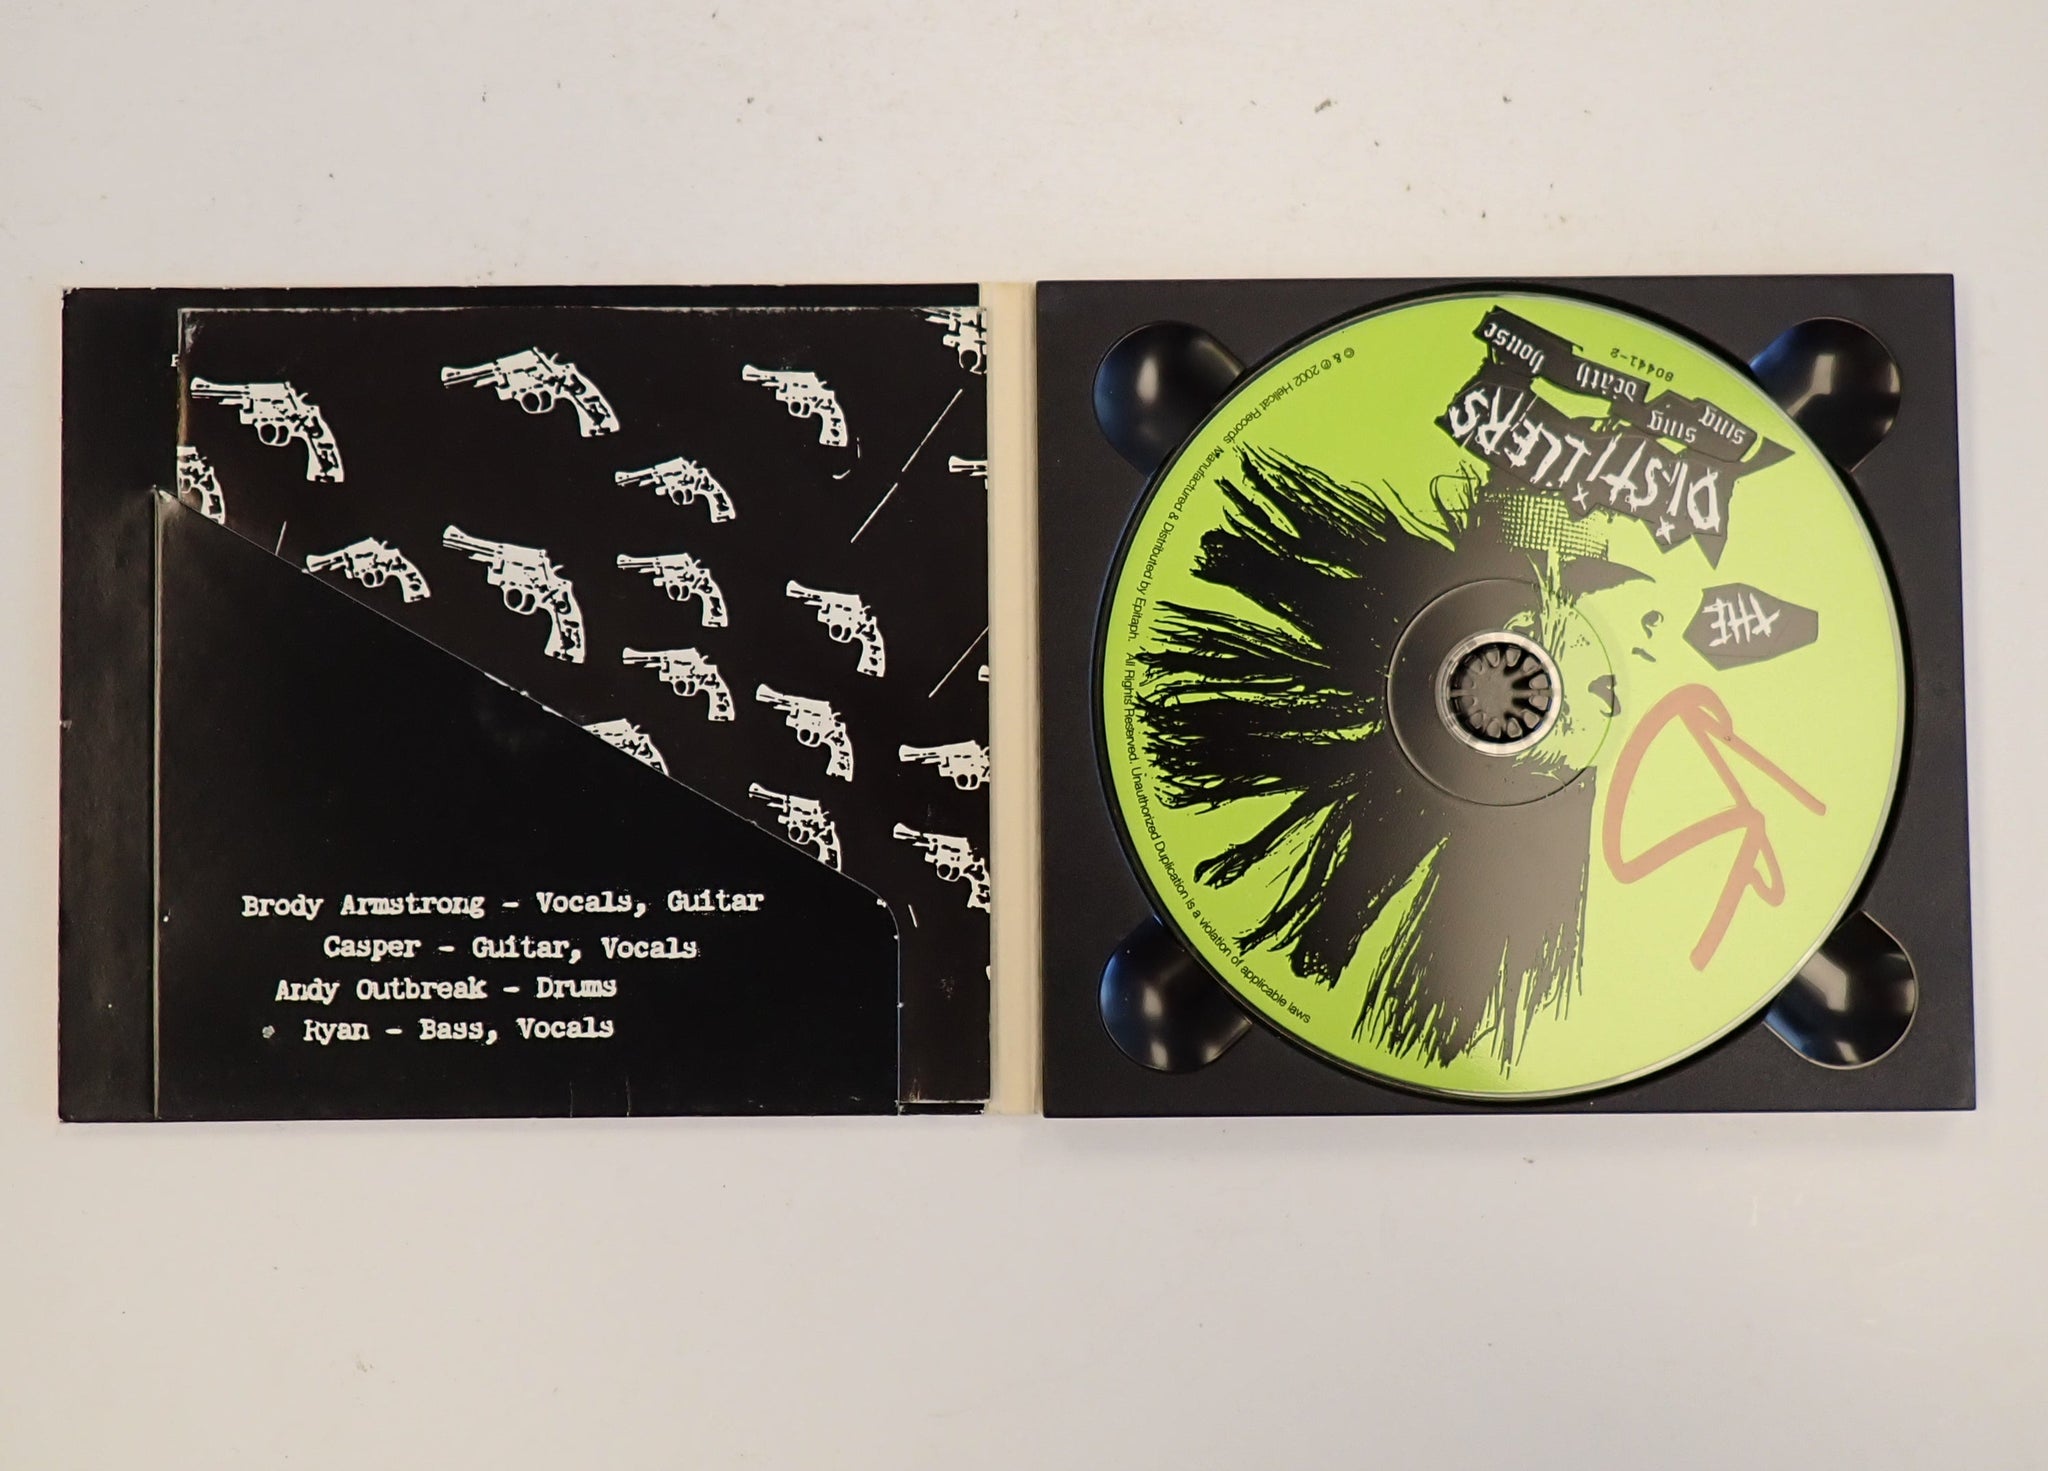 Brody Armstrong - Vocals, Guitar
Casper - Guitar, Vocals
Andy Outbreak - Drums
Ryan - Bass, Vocals
THE
DiSTiLLERS
sing sing death house
80441-2
© & ℗ 2002 Hellcat Records. Manufactured & Distributed by Epitaph. All Rights Reserved. Unauthorized Duplication is a violation of applicable laws